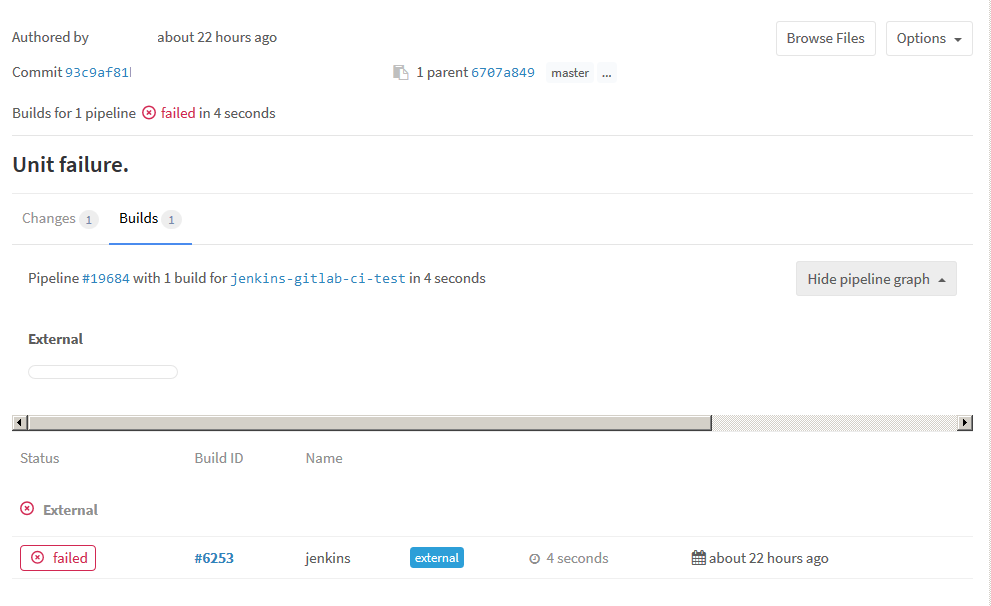 Authored by about 22 hours ago
Browse Files
Options
Commit 93c9af81
1 parent 6707a849 master ...
Builds for 1 pipeline failed in 4 seconds
Unit failure.
Changes 1 Builds 1
Pipeline #19684 with 1 build for jenkins-gitlab-ci-test in 4 seconds
Hide pipeline graph
External
Status Build ID Name
External
failed #6253 jenkins external 4 seconds about 22 hours ago